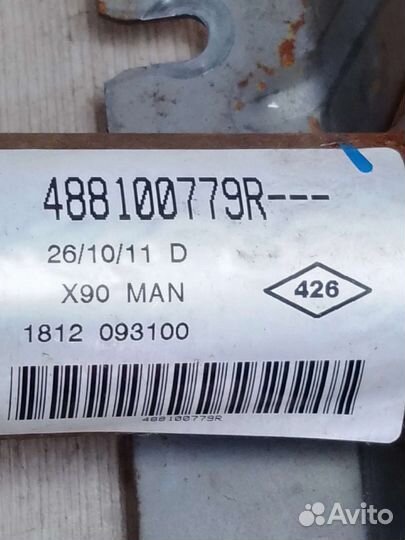 488100779R---
26/10/11 D
X90 MAN
426
1812 093100
488100779R
Avito